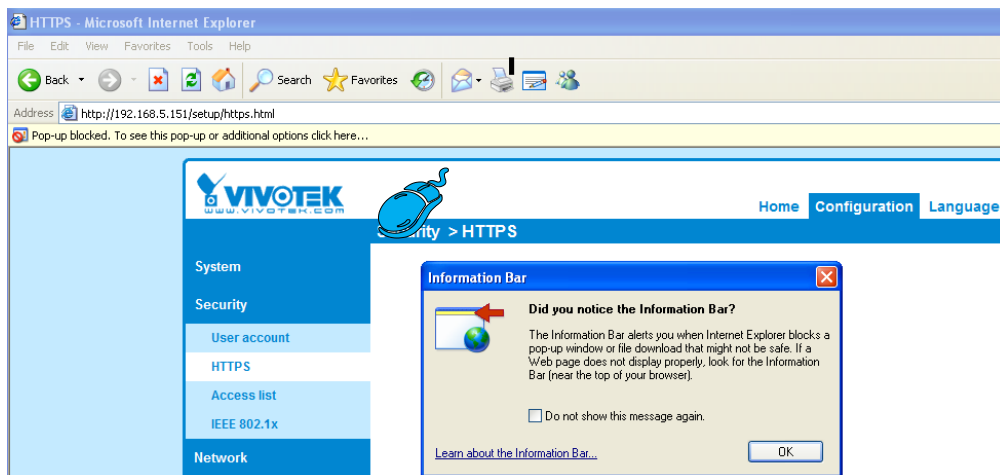 HTTPS - Microsoft Internet Explorer
File Edit View Favorites Tools Help
Back Search Favorites
Address http://192.168.5.151/setup/https.html
Pop-up blocked. To see this pop-up or additional options click here...
VIVOTEK
WWW.VIVOTEK.COM
Home Configuration Language
> HTTPS
System
Security
User account
HTTPS
Access list
IEEE 802.1x
Network
Information Bar
Did you notice the Information Bar?
The Information Bar alerts you when Internet Explorer blocks a
pop-up window or file download that might not be safe. If a
Web page does not display properly, look for the Information
Bar (near the top of your browser).
Do not show this message again.
Learn about the Information Bar...
OK